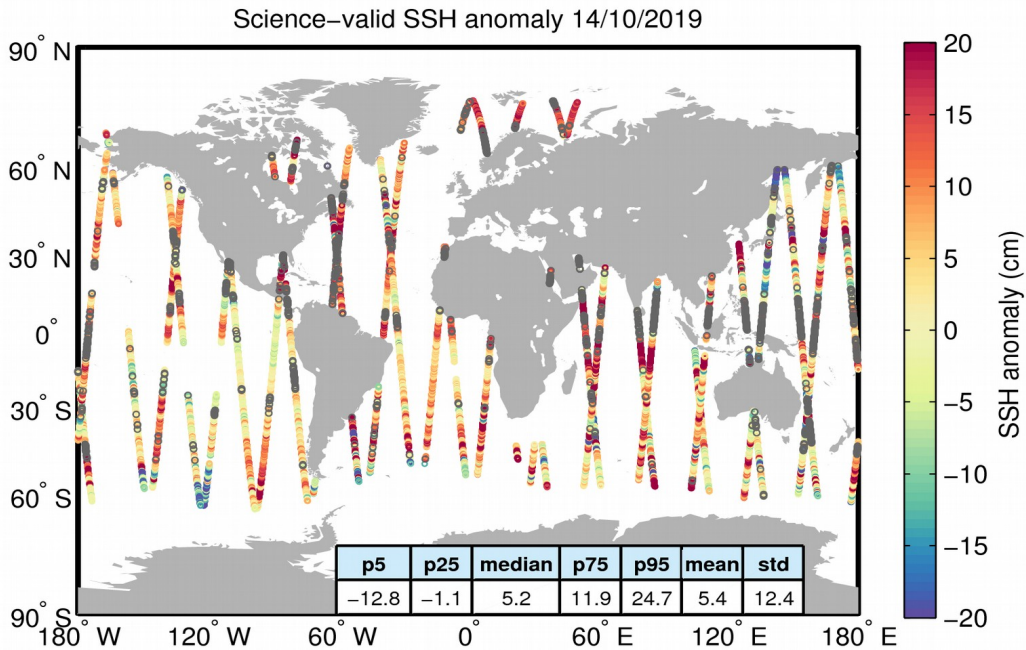 Science−valid SSH anomaly 14/10/2019
90° N
60° N
30° N
0°
30° S
60° S
90° S
180° W
120° W
60° W
0°
60° E
120° E
180° E
p5 p25 median p75 p95 mean std
−12.8 −1.1 5.2 11.9 24.7 5.4 12.4
20
15
10
5
0
−5
−10
−15
−20
SSH anomaly (cm)